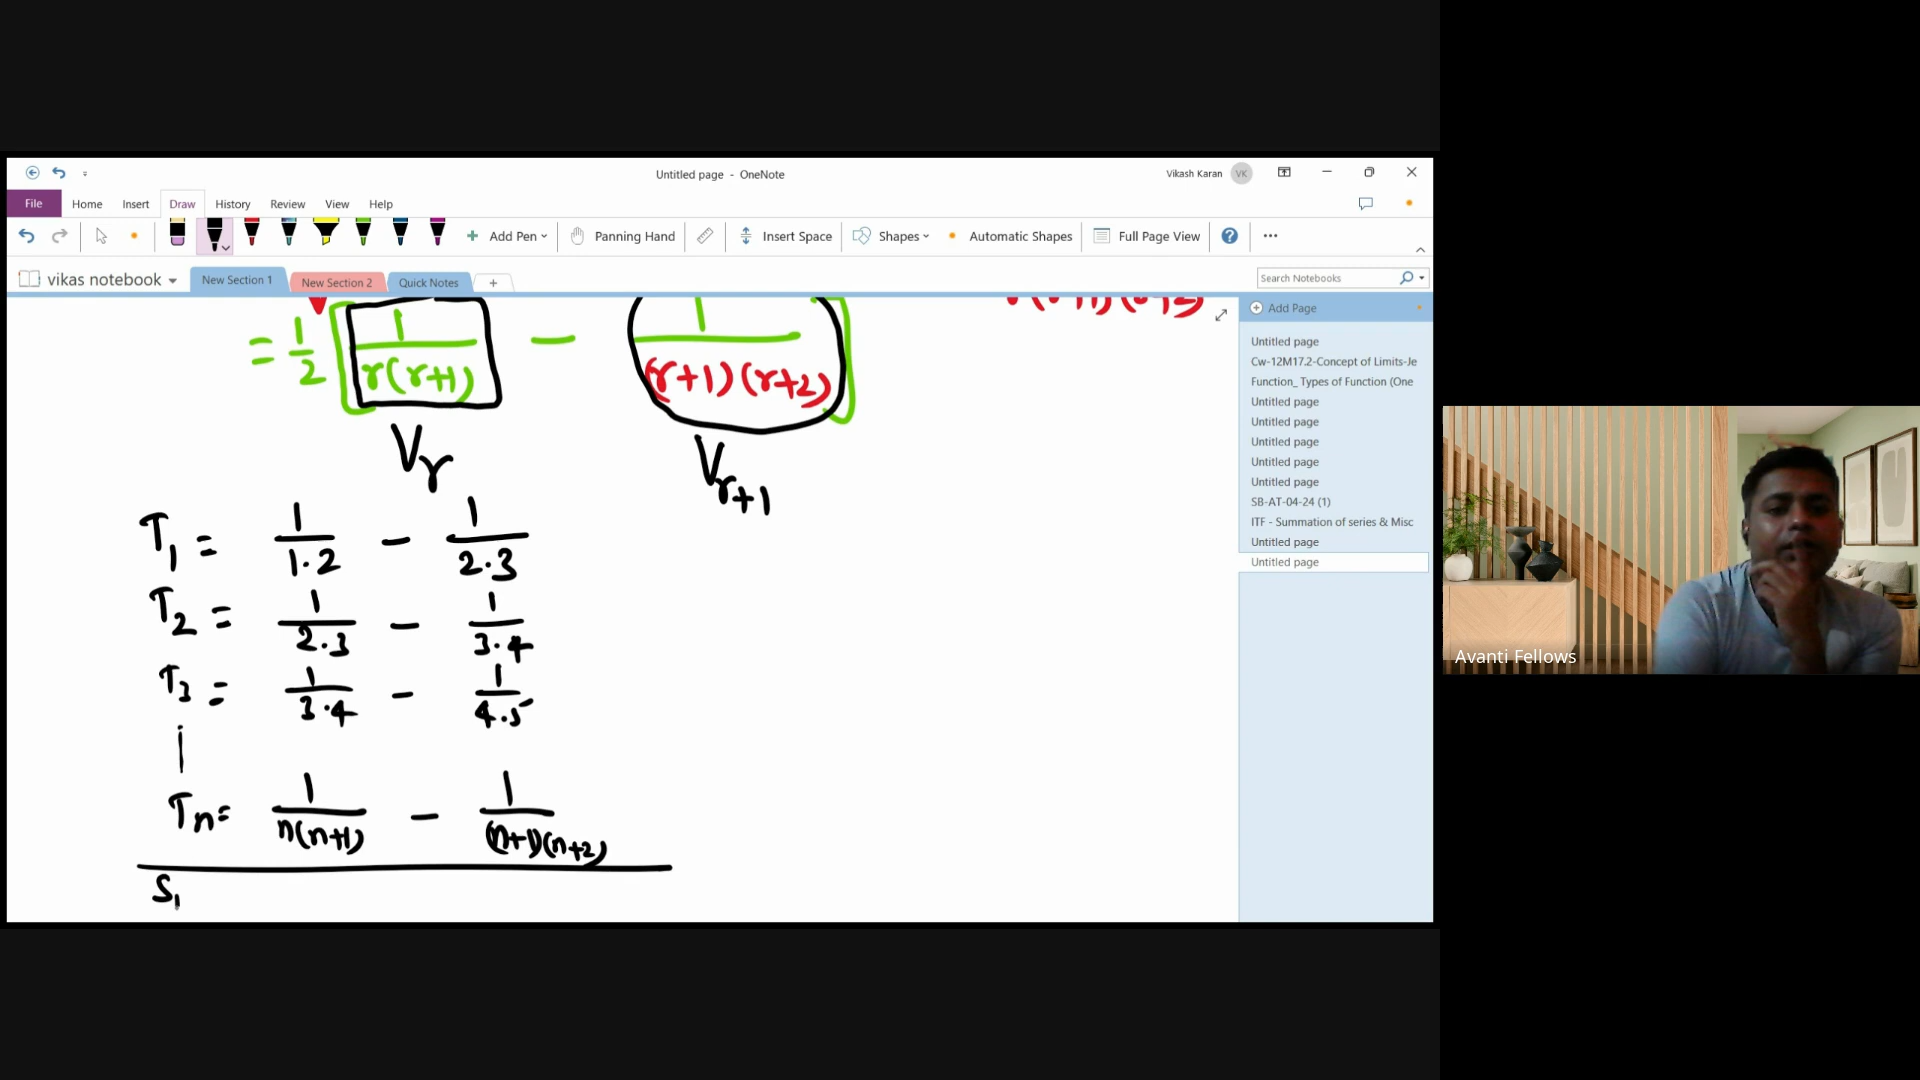 Untitled page - OneNote
Vikash Karan VK
File Home Insert Draw History Review View Help
+ Add Pen Panning Hand Insert Space Shapes Automatic Shapes Full Page View ? ...
vikas notebook New Section 1 New Section 2 Quick Notes +
Search Notebooks
Add Page
Untitled page
Cw-12M17.2-Concept of Limits-Je
Function_ Types of Function (One
Untitled page
Untitled page
Untitled page
Untitled page
Untitled page
SB-AT-04-24 (1)
ITF - Summation of series & Misc
Untitled page
Untitled page
r(r+1)(r+2)
= 1/2 [ 1/r(r+1) - 1/(r+1)(r+2) ]
Vr Vr+1
T1 = 1/1·2 - 1/2·3
T2 = 1/2·3 - 1/3·4
T3 = 1/3·4 - 1/4·5
Tn = 1/n(n+1) - 1/(n+1)(n+2)
S
Avanti Fellows